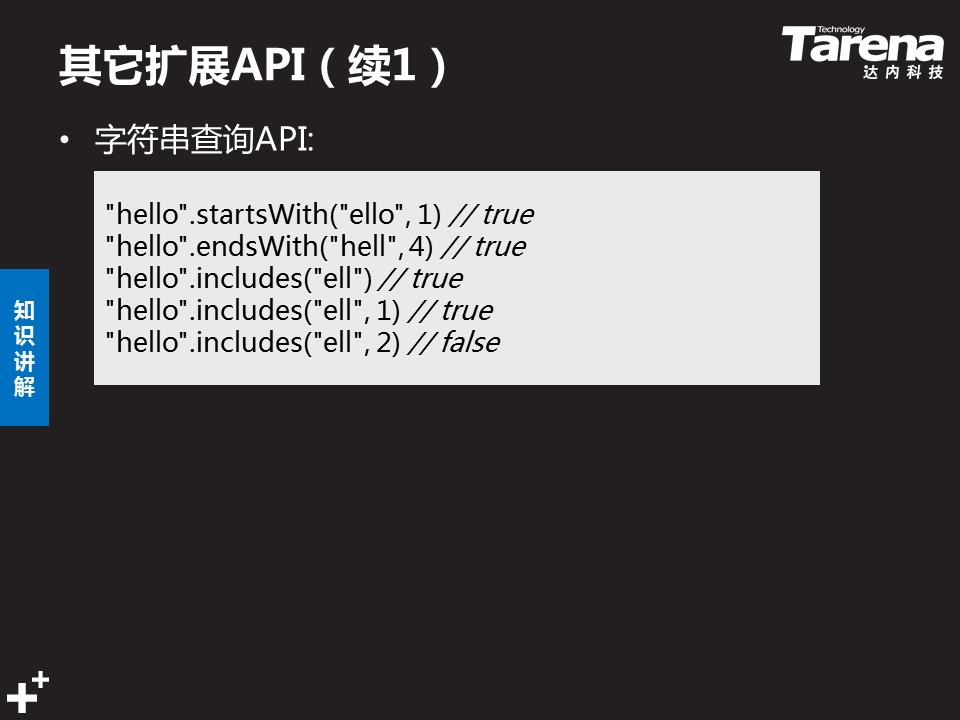 其它扩展API（续1）
Technology
Tarena
达内科技
• 字符串查询API:
"hello".startsWith("ello", 1) // true
"hello".endsWith("hell", 4) // true
"hello".includes("ell") // true
"hello".includes("ell", 1) // true
"hello".includes("ell", 2) // false
知
识
讲
解